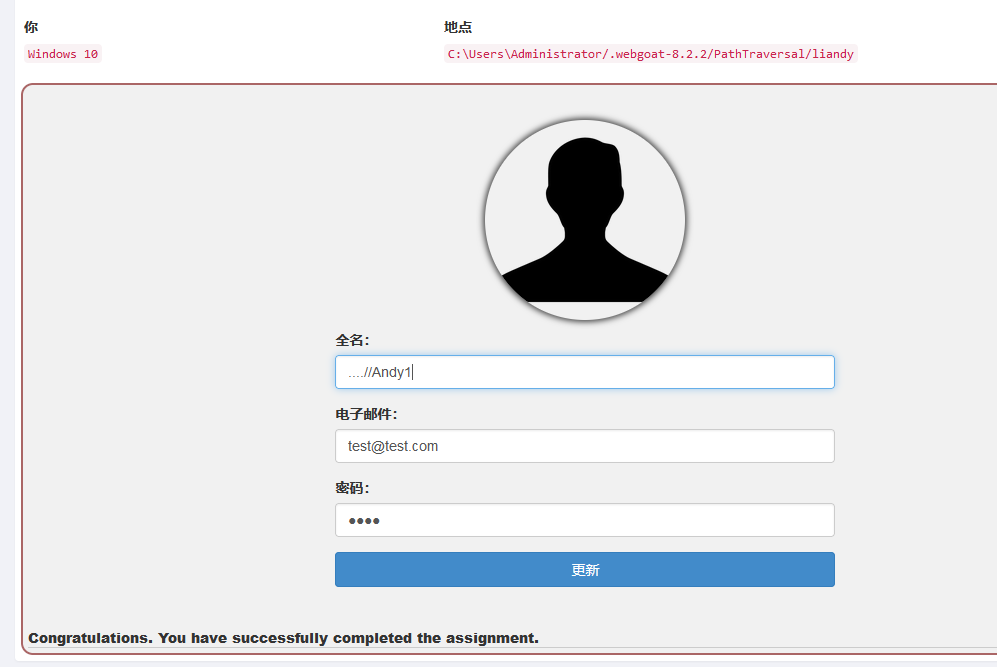 你 地点
Windows 10 C:\Users\Administrator/.webgoat-8.2.2/PathTraversal/liandy
全名:
....//Andy1
电子邮件:
test@test.com
密码:
••••
更新
Congratulations. You have successfully completed the assignment.